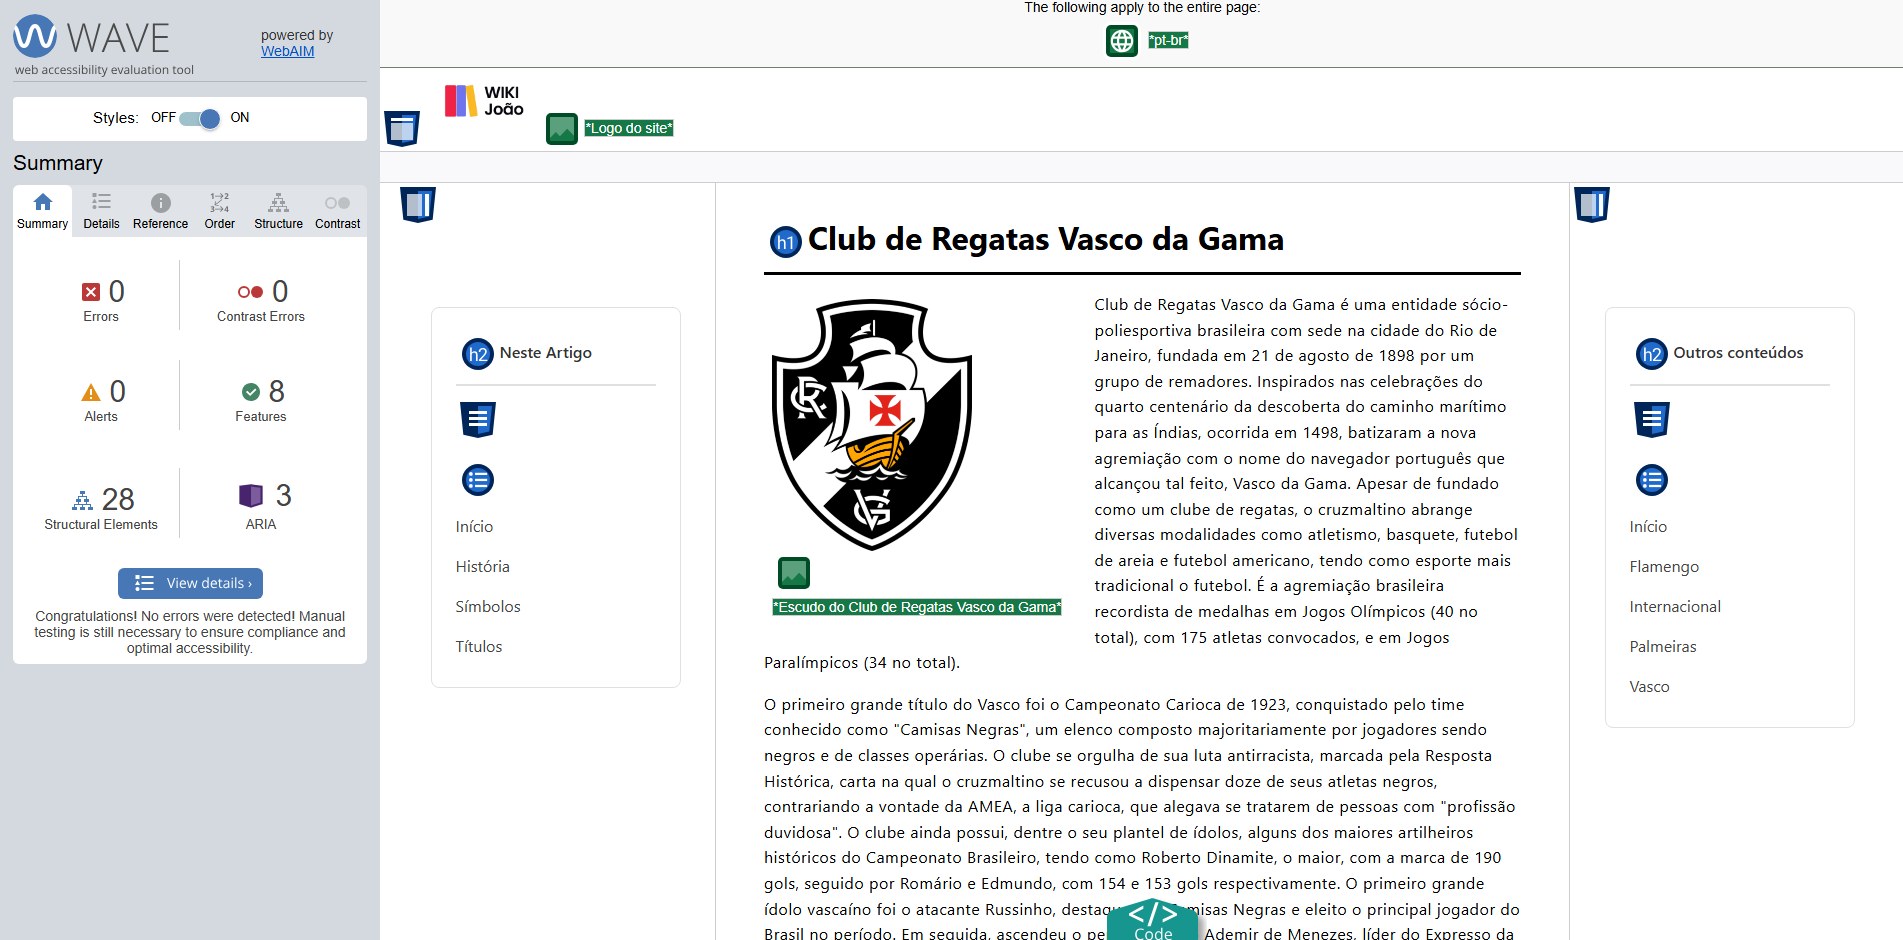 WAVE
powered by
WebAIM
web accessibility evaluation tool
Styles: OFF ON
Summary
Summary Details Reference Order Structure Contrast
0
Errors
0
Contrast Errors
0
Alerts
8
Features
28
Structural Elements
3
ARIA
View details ›
Congratulations! No errors were detected! Manual
testing is still necessary to ensure compliance and
optimal accessibility.
The following apply to the entire page:
*pt-br*
WIKI
João
*Logo do site*
h2 Neste Artigo
Início
História
Símbolos
Títulos
h1 Club de Regatas Vasco da Gama
*Escudo do Club de Regatas Vasco da Gama*
Club de Regatas Vasco da Gama é uma entidade sócio-
poliesportiva brasileira com sede na cidade do Rio de
Janeiro, fundada em 21 de agosto de 1898 por um
grupo de remadores. Inspirados nas celebrações do
quarto centenário da descoberta do caminho marítimo
para as Índias, ocorrida em 1498, batizaram a nova
agremiação com o nome do navegador português que
alcançou tal feito, Vasco da Gama. Apesar de fundado
como um clube de regatas, o cruzmaltino abrange
diversas modalidades como atletismo, basquete, futebol
de areia e futebol americano, tendo como esporte mais
tradicional o futebol. É a agremiação brasileira
recordista de medalhas em Jogos Olímpicos (40 no
total), com 175 atletas convocados, e em Jogos
Paralímpicos (34 no total).
O primeiro grande título do Vasco foi o Campeonato Carioca de 1923, conquistado pelo time
conhecido como "Camisas Negras", um elenco composto majoritariamente por jogadores sendo
negros e de classes operárias. O clube se orgulha de sua luta antirracista, marcada pela Resposta
Histórica, carta na qual o cruzmaltino se recusou a dispensar doze de seus atletas negros,
contrariando a vontade da AMEA, a liga carioca, que alegava se tratarem de pessoas com "profissão
duvidosa". O clube ainda possui, dentre o seu plantel de ídolos, alguns dos maiores artilheiros
históricos do Campeonato Brasileiro, tendo como Roberto Dinamite, o maior, com a marca de 190
gols, seguido por Romário e Edmundo, com 154 e 153 gols respectivamente. O primeiro grande
ídolo vascaíno foi o atacante Russinho, Negras e eleito o principal jogador do
Brasil no período. Em seguida, ascendeu o Ademir de Menezes, líder do Expresso da
</> Code
h2 Outros conteúdos
Início
Flamengo
Internacional
Palmeiras
Vasco